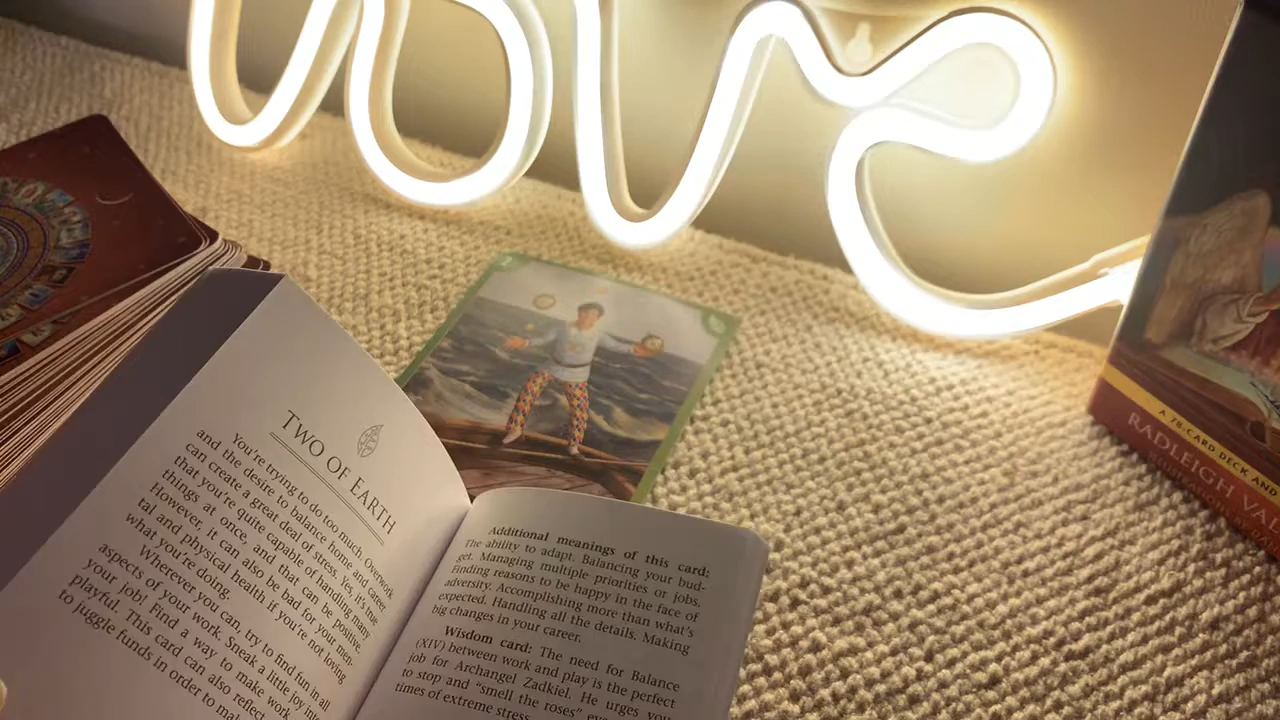 love
TWO OF EARTH
You're trying to do too much. Overwork
and the desire to balance home and career
can create a great deal of stress. Yes, it's true
that you're quite capable of handling many
things at once, and that can be positive.
However, it can also be bad for your men-
tal and physical health if you're not loving
what you're doing.
Wherever you can, try to find fun in all
aspects of your work. Sneak a little joy into
your job! Find a way to make work
playful. This card can also reflect
to juggle funds in order to
Additional meanings of this card:
The ability to adapt. Balancing your bud-
get. Managing multiple priorities or jobs.
Finding reasons to be happy in the face of
adversity. Accomplishing more than what's
expected. Handling all the details. Making
big changes in your career.
Wisdom card: The need for Balance
(XIV) between work and play is the perfect
job for Archangel Zadkiel. He urges you
to stop and "smell the roses"
times of extreme stress.
A 78-CARD DECK AND
RADLEIGH VAL